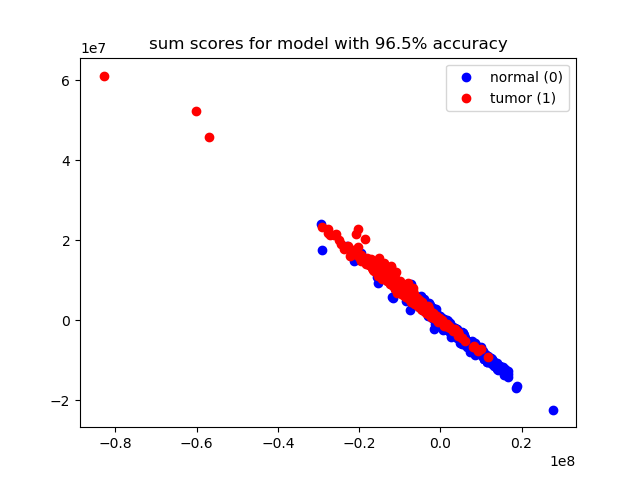 sum scores for model with 96.5% accuracy
1e7
6
4
2
0
−2
normal (0)
tumor (1)
−0.8 −0.6 −0.4 −0.2 0.0 0.2
1e8